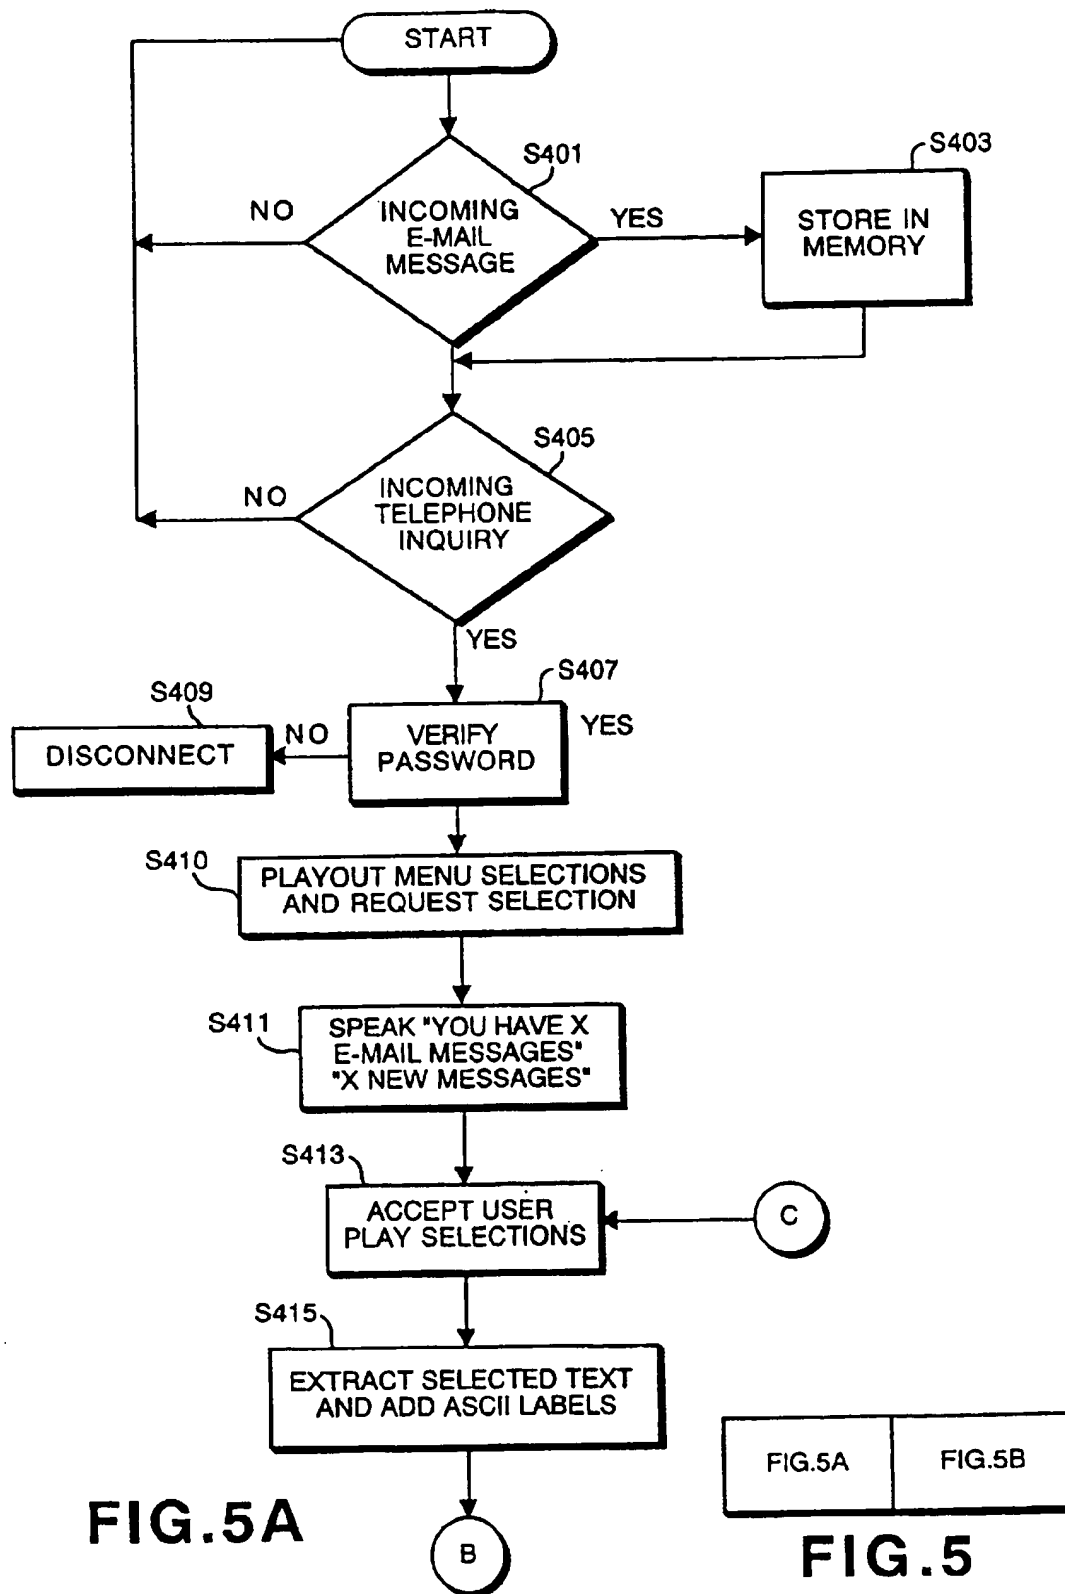 START
S401
S403
NO
INCOMING
E-MAIL
MESSAGE
YES
STORE IN
MEMORY
S405
NO
INCOMING
TELEPHONE
INQUIRY
YES
S407
S409
DISCONNECT
NO
VERIFY
PASSWORD
YES
S410
PLAYOUT MENU SELECTIONS
AND REQUEST SELECTION
S411
SPEAK "YOU HAVE X
E-MAIL MESSAGES"
"X NEW MESSAGES"
S413
ACCEPT USER
PLAY SELECTIONS
C
S415
EXTRACT SELECTED TEXT
AND ADD ASCII LABELS
FIG.5A
FIG.5B
FIG.5A
B
FIG.5